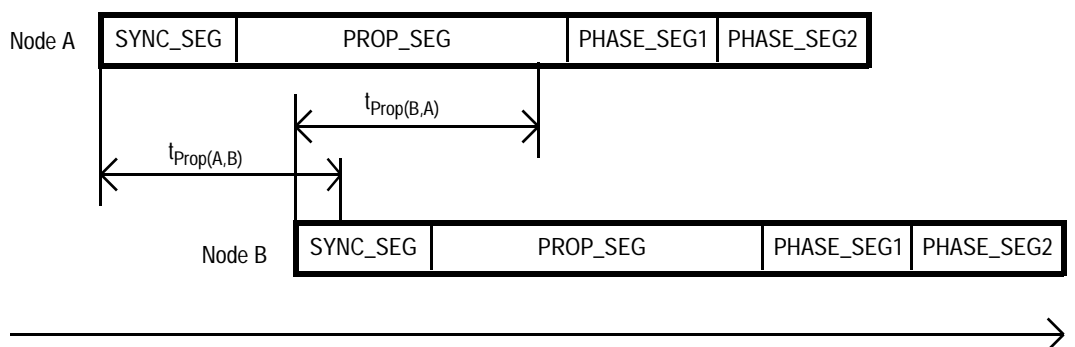 Node A SYNC_SEG PROP_SEG PHASE_SEG1 PHASE_SEG2
tProp(B,A)
tProp(A,B)
Node B SYNC_SEG PROP_SEG PHASE_SEG1 PHASE_SEG2